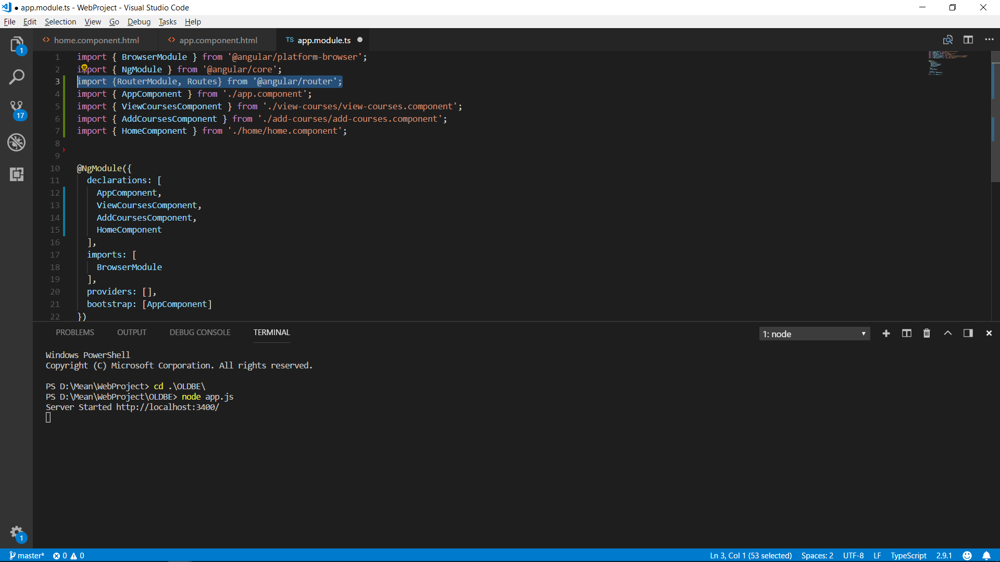 ● app.module.ts - WebProject - Visual Studio Code
File Edit Selection View Go Debug Tasks Help
<> home.component.html <> app.component.html TS app.module.ts ●
1 import { BrowserModule } from '@angular/platform-browser';
2 import { NgModule } from '@angular/core';
3 import {RouterModule, Routes} from '@angular/router';
4 import { AppComponent } from './app.component';
5 import { ViewCoursesComponent } from './view-courses/view-courses.component';
6 import { AddCoursesComponent } from './add-courses/add-courses.component';
7 import { HomeComponent } from './home/home.component';
8
9
10 @NgModule({
11 declarations: [
12 AppComponent,
13 ViewCoursesComponent,
14 AddCoursesComponent,
15 HomeComponent
16 ],
17 imports: [
18 BrowserModule
19 ],
20 providers: [],
21 bootstrap: [AppComponent]
22 })
1
17
1
PROBLEMS OUTPUT DEBUG CONSOLE TERMINAL 1: node
Windows PowerShell
Copyright (C) Microsoft Corporation. All rights reserved.
PS D:\Mean\WebProject> cd .\OLDBE\
PS D:\Mean\WebProject\OLDBE> node app.js
Server Started http://localhost:3400/
master* 0 0 Ln 3, Col 1 (53 selected) Spaces: 2 UTF-8 LF TypeScript 2.9.1